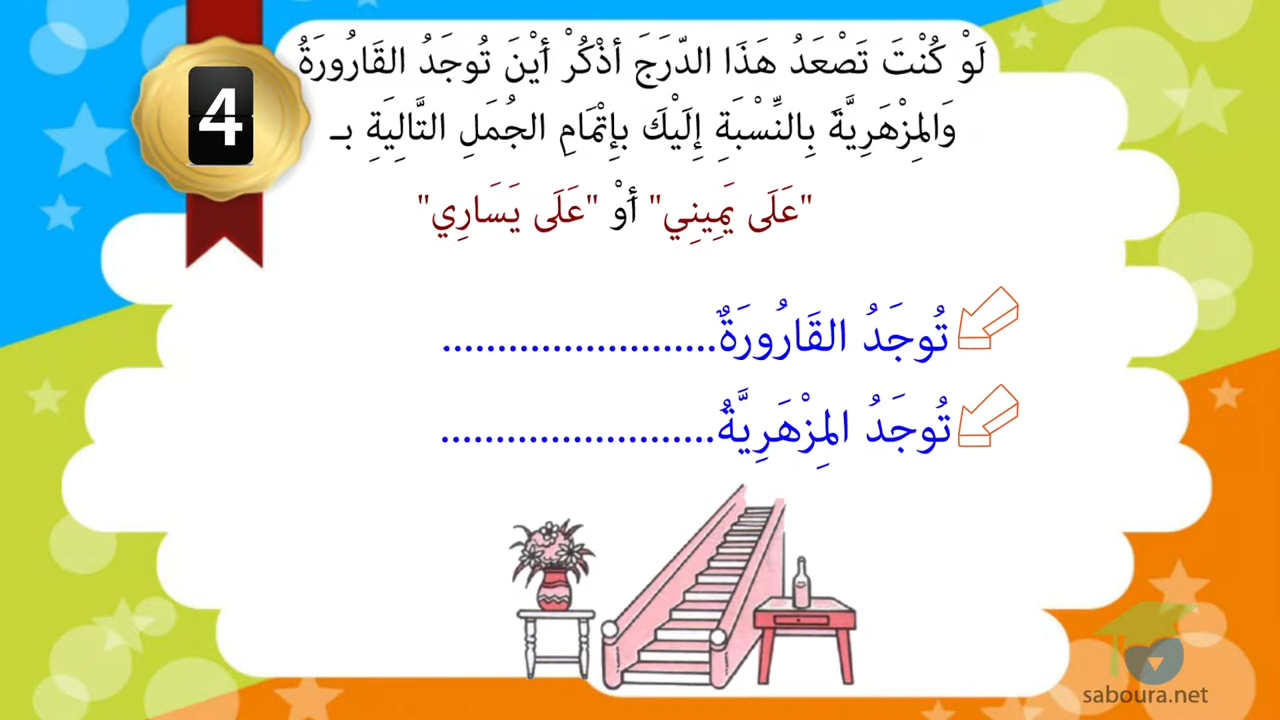 4
لَوْ كُنْتَ تَصْعَدُ هَذَا الدّرَجَ أذْكُرْ أَيْنَ تُوجَدُ القَارُورَةُ
وَالمِزْهَرِيَّةَ بِالنِّسْبَةِ إِلَيْكَ بِإِتْمَامِ الجُمَلِ التَّالِيَةِ بـ
"عَلَى يَمِينِي" أَوْ "عَلَى يَسَارِي"
تُوجَدُ القَارُورَةٌ.........................
تُوجَدُ المِزْهَرِيَّةُ.........................
saboura.net